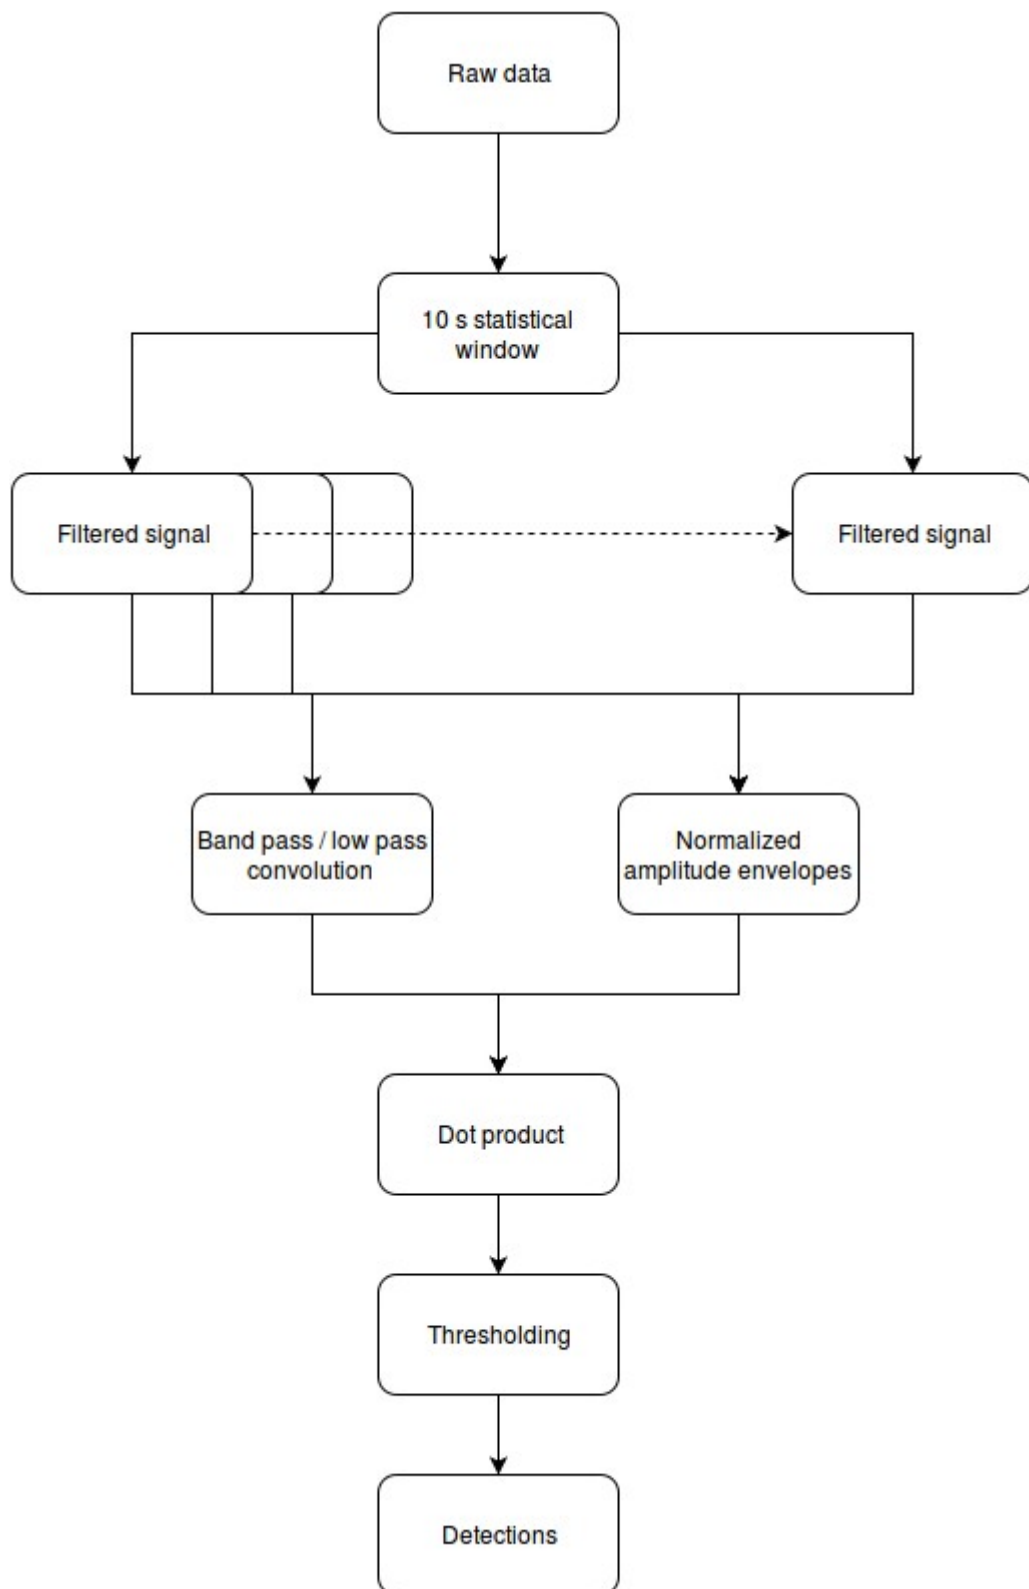 Raw data
10 s statistical
window
Filtered signal
Filtered signal
Band pass / low pass
convolution
Normalized
amplitude envelopes
Dot product
Thresholding
Detections